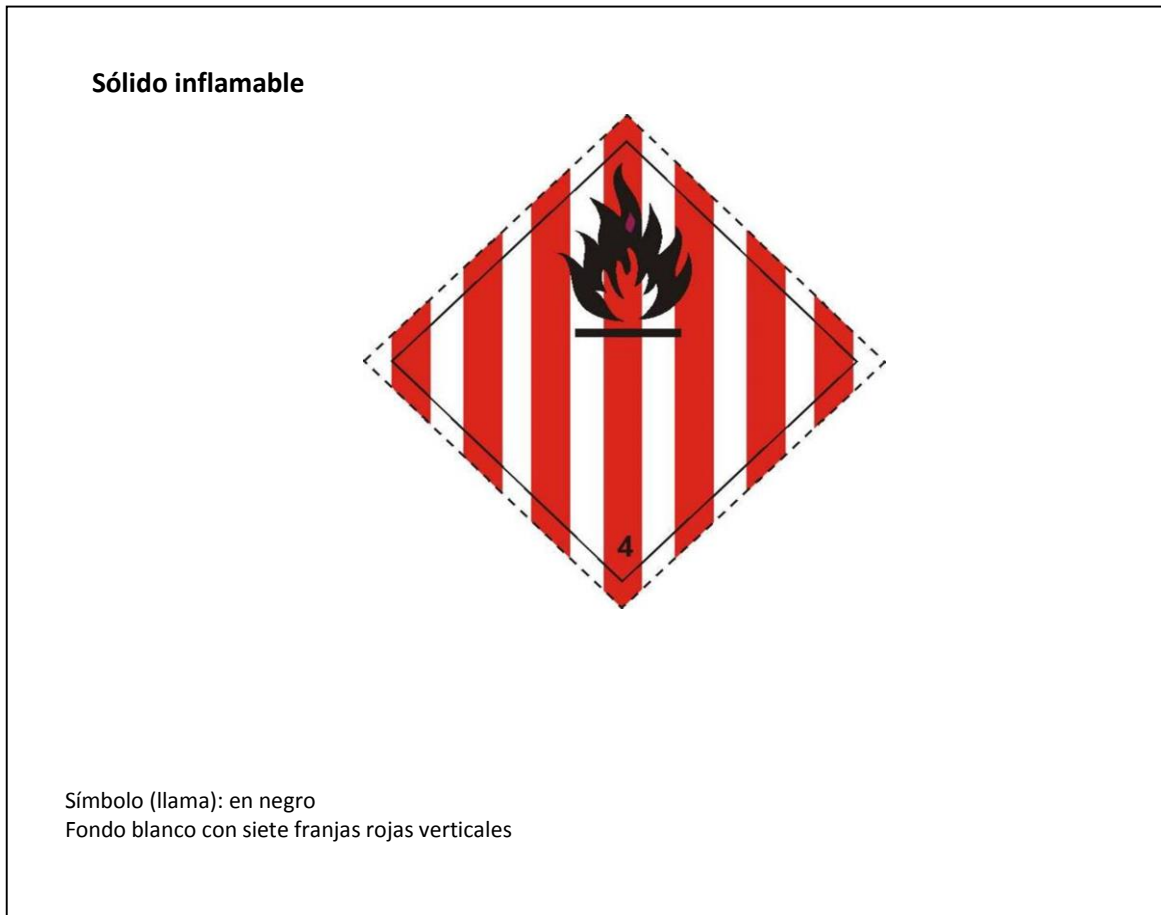 Sólido inflamable
4
Símbolo (llama): en negro
Fondo blanco con siete franjas rojas verticales